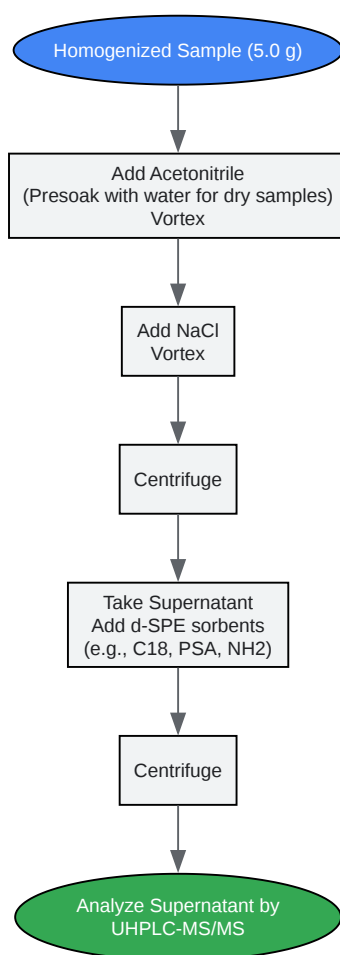 Homogenized Sample (5.0 g)
Add Acetonitrile
(Presoak with water for dry samples)
Vortex
Add NaCl
Vortex
Centrifuge
Take Supernatant
Add d-SPE sorbents
(e.g., C18, PSA, NH2)
Centrifuge
Analyze Supernatant by
UHPLC-MS/MS